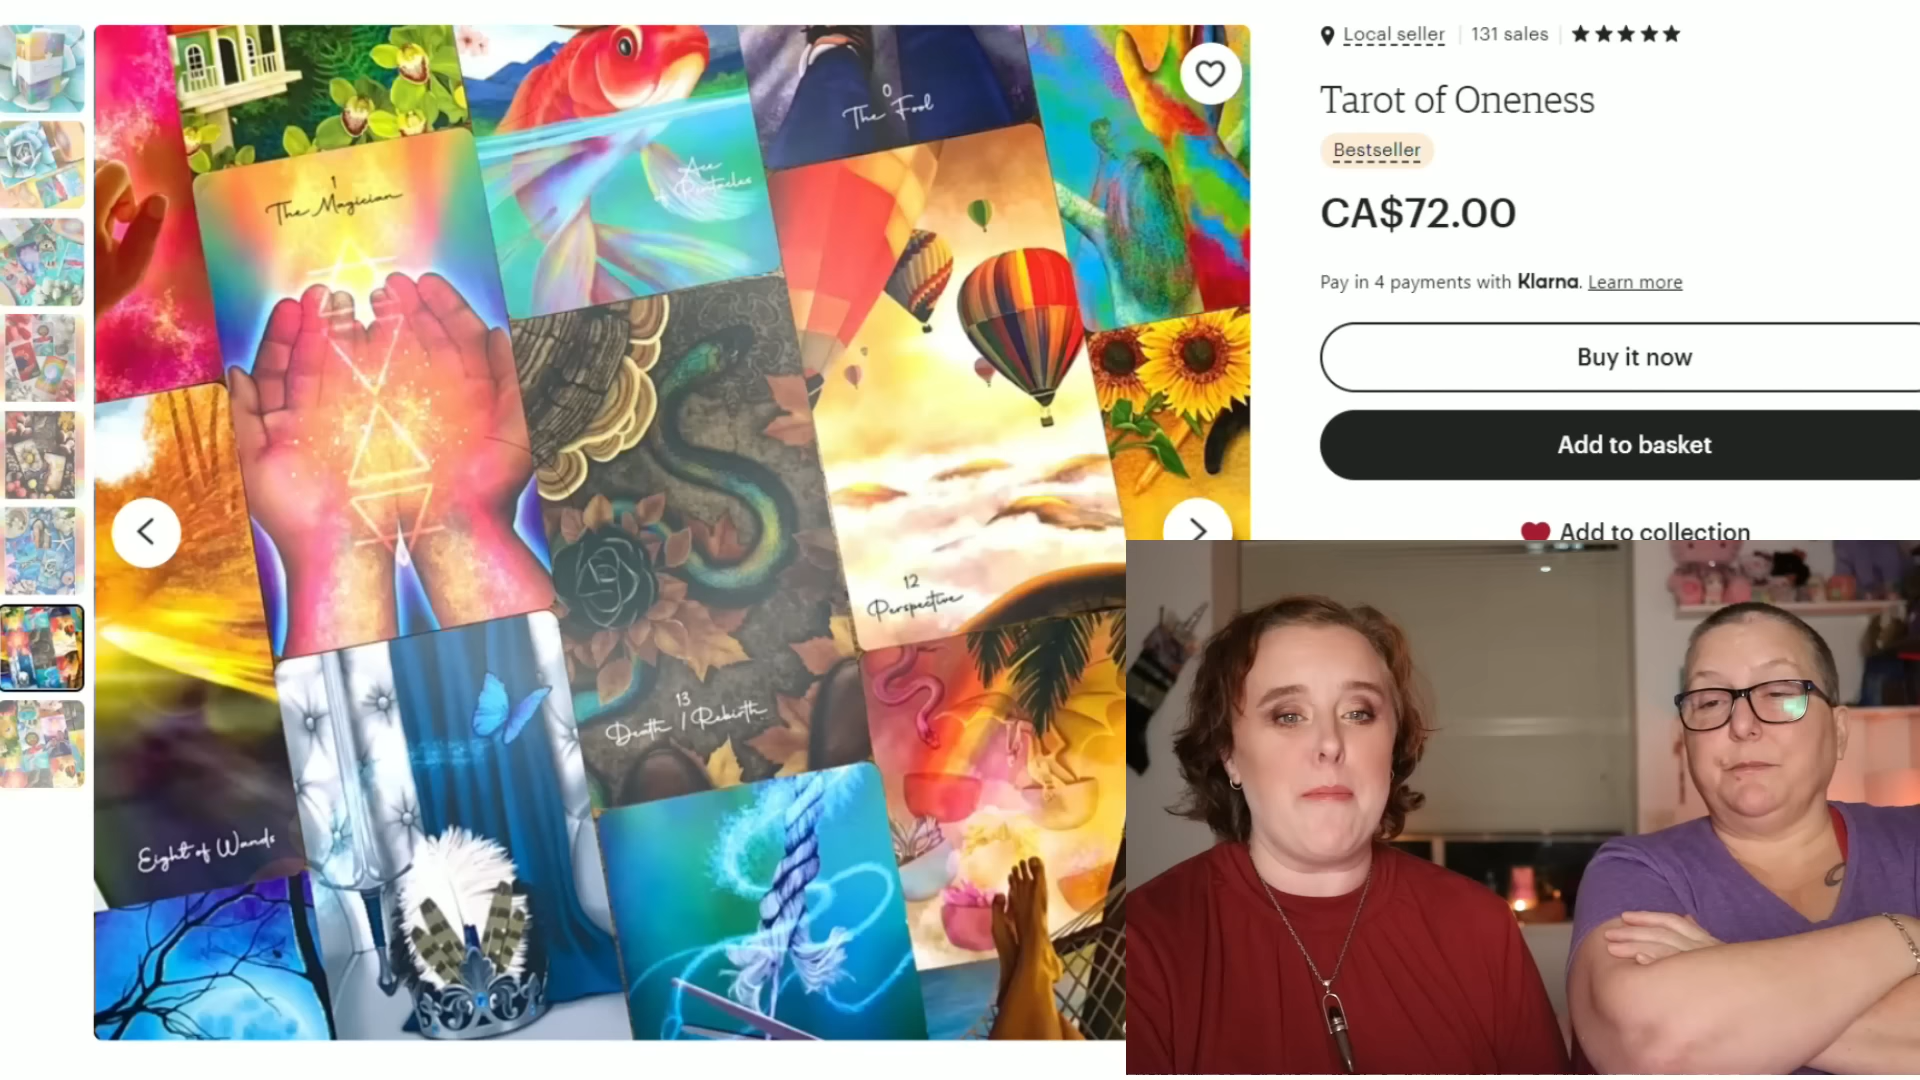 Local seller 131 sales
Tarot of Oneness
Bestseller
CA$72.00
Pay in 4 payments with Klarna. Learn more
Buy it now
Add to basket
Add to collection
0
The Fool
Ace
of Pentacles
1
The Magician
12
Perspective
13
Death / Rebirth
Eight of Wands